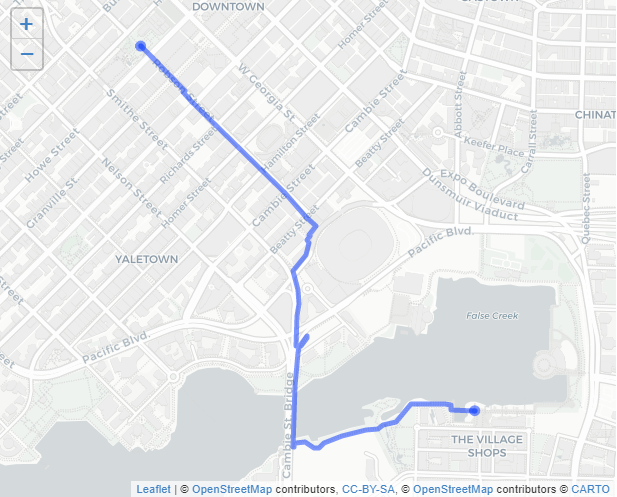 +
−
DOWNTOWN
Homer Street
W Georgia St
Cambie Street
Abbott Street
CHINAT
Carrall Street
Keefer Place
Robson Street
Smithe Street
Howe Street
Richards Street
Hamilton Street
Beatty Street
Expo Boulevard
Dunsmuir Viaduct
Quebec Street
Granville St
Nelson Street
Homer Street
Cambie Street
Beatty Street
Pacific Blvd.
YALETOWN
False Creek
Pacific Blvd.
Cambie St. Bridge
THE VILLAGE
SHOPS
Leaflet | © OpenStreetMap contributors, CC-BY-SA, © OpenStreetMap contributors © CARTO